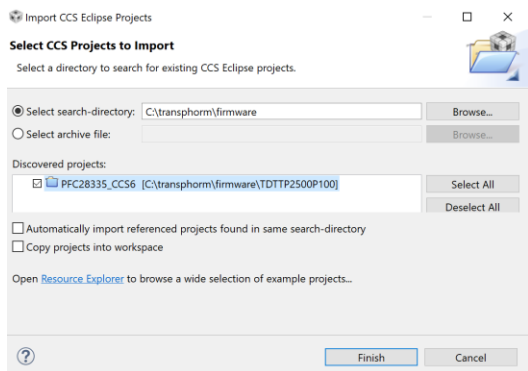 Import CCS Eclipse Projects
Select CCS Projects to Import
Select a directory to search for existing CCS Eclipse projects.
Select search-directory: C:\transphorm\firmware Browse...
Select archive file: Browse...
Discovered projects:
PFC28335_CCS6 [C:\transphorm\firmware\TDTTP2500P100] Select All
Deselect All
Automatically import referenced projects found in same search-directory
Copy projects into workspace
Open Resource Explorer to browse a wide selection of example projects...
? Finish Cancel